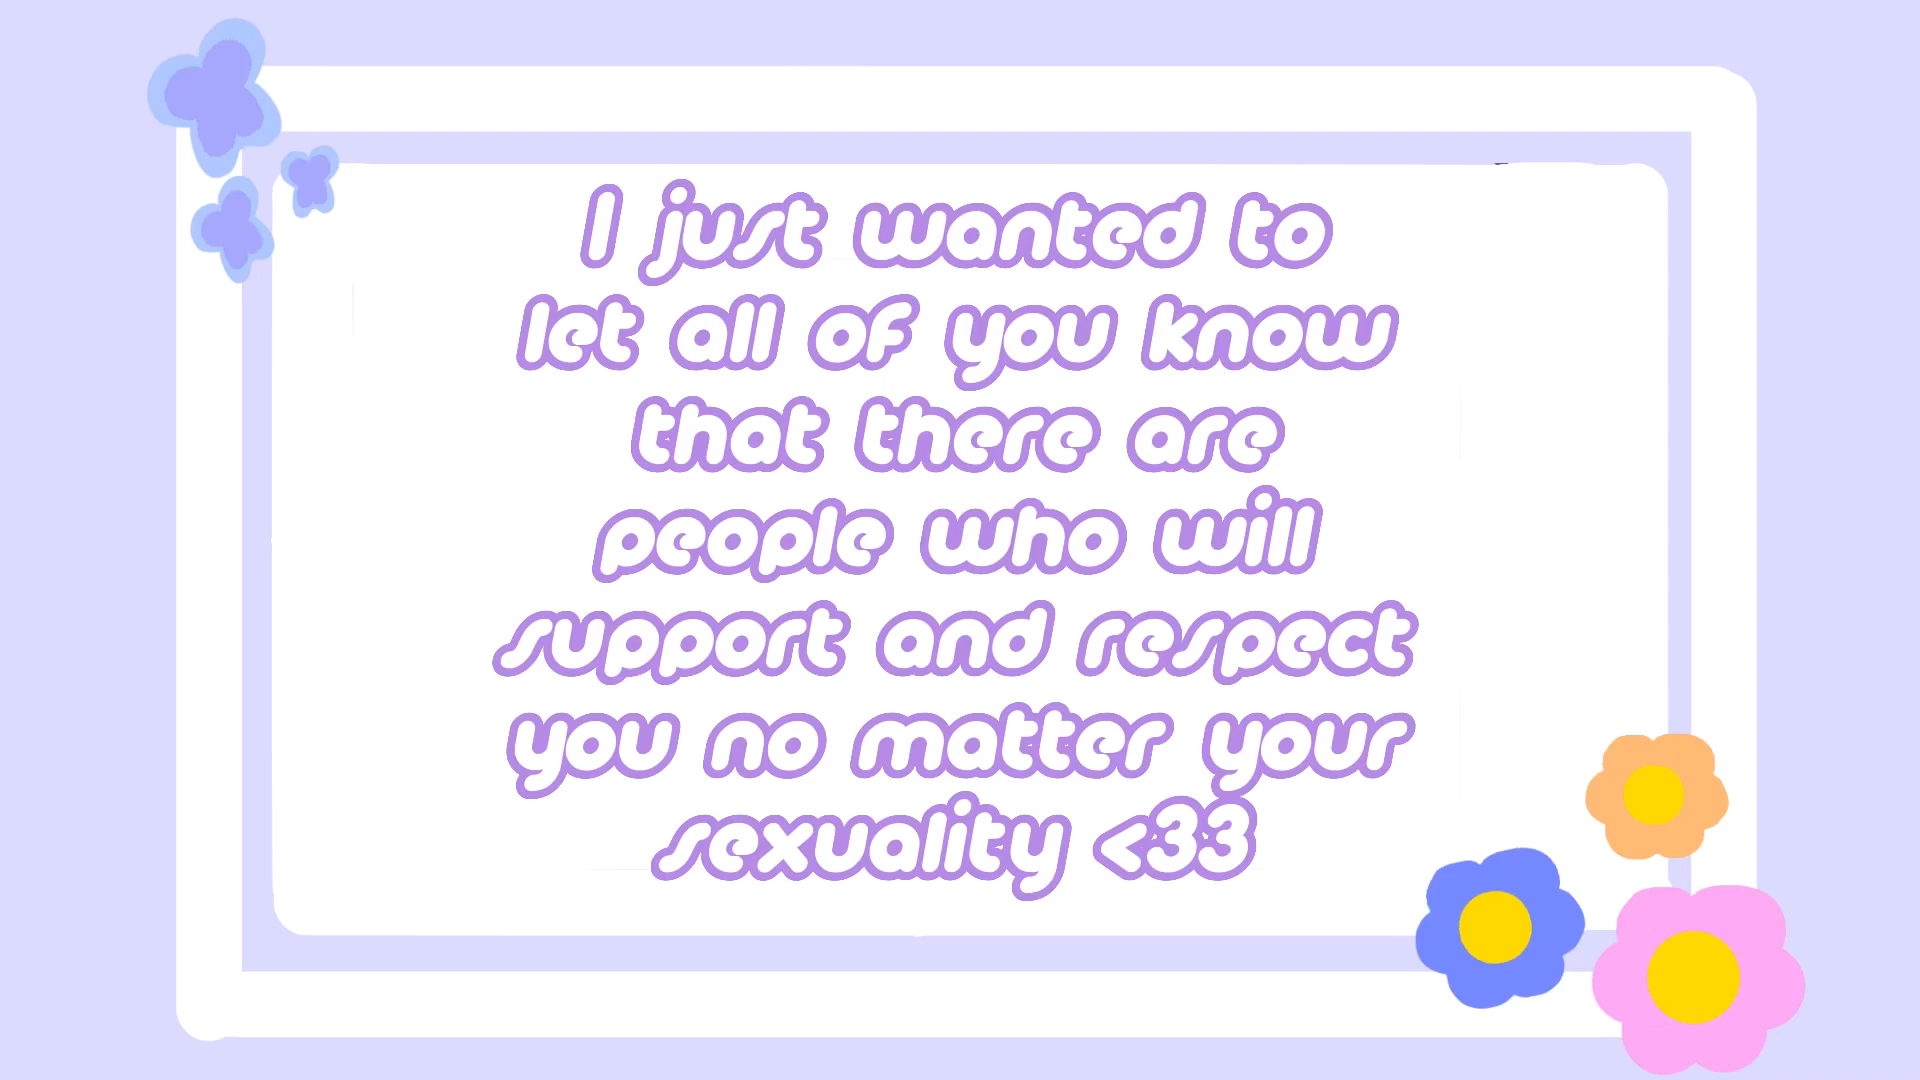 I just wanted to
let all of you know
that there are
people who will
support and respect
you no matter your
sexuality <33